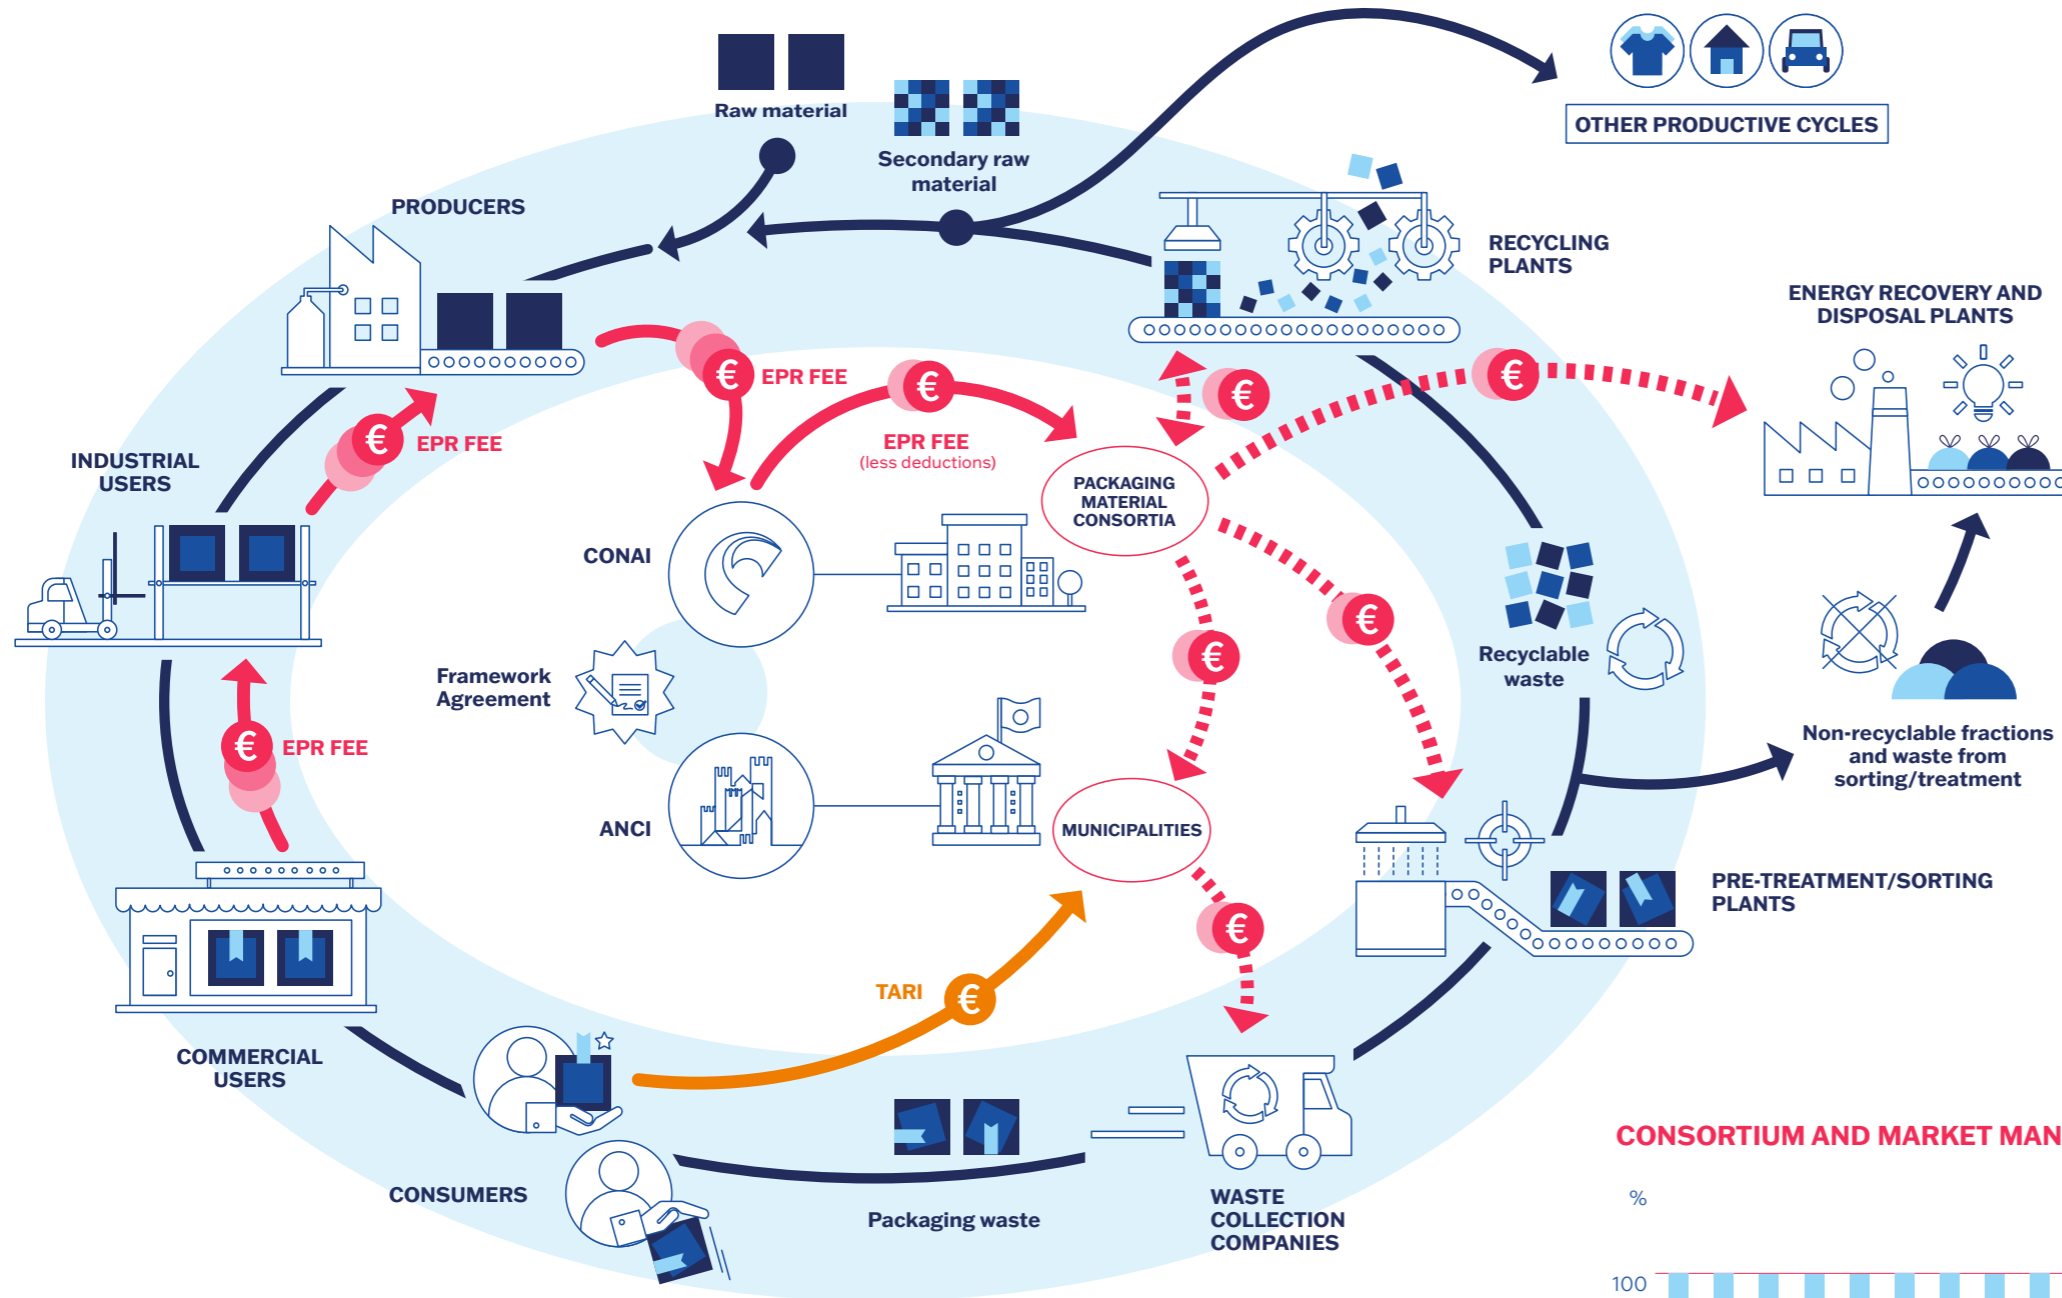 Raw material
Secondary raw
material
OTHER PRODUCTIVE CYCLES
PRODUCERS
RECYCLING
PLANTS
ENERGY RECOVERY AND
DISPOSAL PLANTS
€ EPR FEE
€
EPR FEE
(less deductions)
€
€
€ EPR FEE
INDUSTRIAL
USERS
PACKAGING
MATERIAL
CONSORTIA
CONAI
Framework
Agreement
€
€
Recyclable
waste
€ EPR FEE
Non-recyclable fractions
and waste from
sorting/treatment
ANCI
MUNICIPALITIES
PRE-TREATMENT/SORTING
PLANTS
€
TARI €
COMMERCIAL
USERS
CONSUMERS
Packaging waste
WASTE
COLLECTION
COMPANIES
CONSORTIUM AND MARKET MAN
%
100